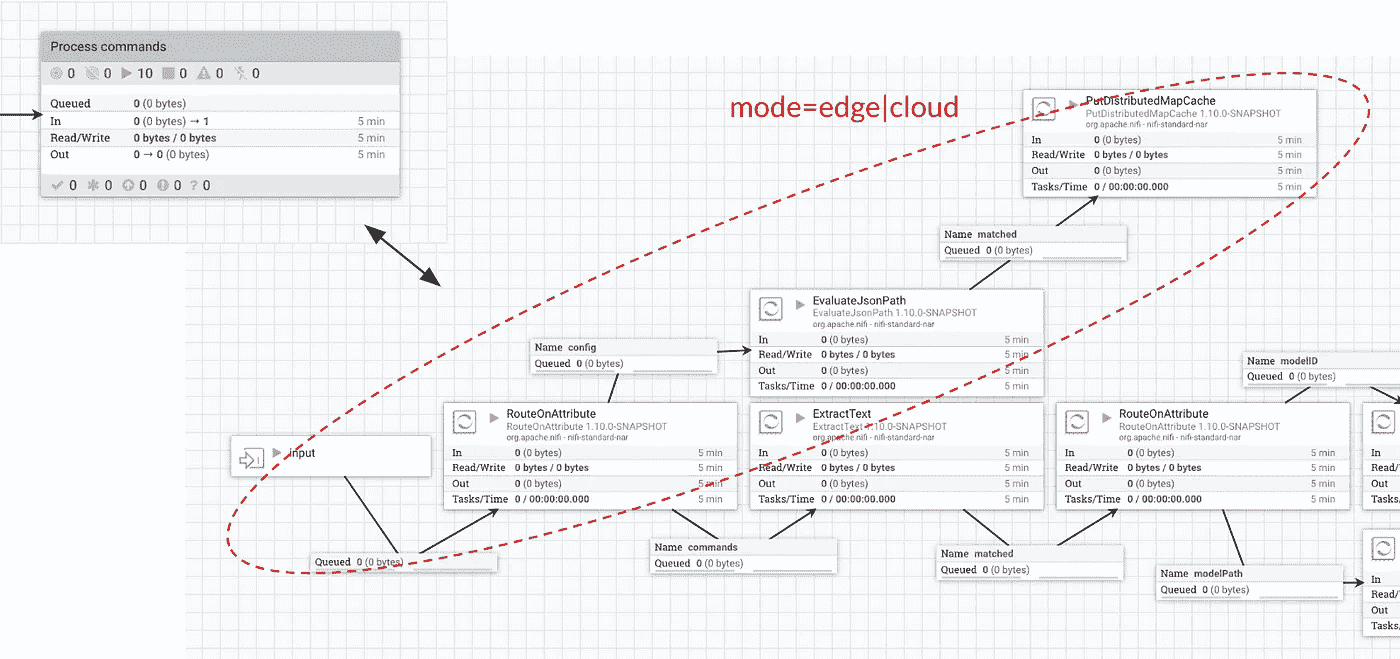 Process commands
0 0 10 0 0 0
Queued 0 (0 bytes)
In 0 (0 bytes) → 1 5 min
Read/Write 0 bytes / 0 bytes 5 min
Out 0 → 0 (0 bytes) 5 min
0 0 0 0 ? 0
mode=edge|cloud
PutDistributedMapCache
PutDistributedMapCache 1.10.0-SNAPSHOT
org.apache.nifi - nifi-standard-nar
In 0 (0 bytes) 5 min
Read/Write 0 bytes / 0 bytes 5 min
Out 0 (0 bytes) 5 min
Tasks/Time 0 / 00:00:00.000 5 min
Name matched
Queued 0 (0 bytes)
EvaluateJsonPath
EvaluateJsonPath 1.10.0-SNAPSHOT
org.apache.nifi - nifi-standard-nar
In 0 (0 bytes) 5 min
Read/Write 0 bytes / 0 bytes 5 min
Out 0 (0 bytes) 5 min
Tasks/Time 0 / 00:00:00.000 5 min
Name config
Queued 0 (0 bytes)
Name modelID
Queued 0 (0 bytes)
input
Queued 0 (0 bytes)
RouteOnAttribute
RouteOnAttribute 1.10.0-SNAPSHOT
org.apache.nifi - nifi-standard-nar
In 0 (0 bytes) 5 min
Read/Write 0 bytes / 0 bytes 5 min
Out 0 (0 bytes) 5 min
Tasks/Time 0 / 00:00:00.000 5 min
Name commands
Queued 0 (0 bytes)
ExtractText
ExtractText 1.10.0-SNAPSHOT
org.apache.nifi - nifi-standard-nar
In 0 (0 bytes) 5 min
Read/Write 0 bytes / 0 bytes 5 min
Out 0 (0 bytes) 5 min
Tasks/Time 0 / 00:00:00.000 5 min
Name matched
Queued 0 (0 bytes)
RouteOnAttribute
RouteOnAttribute 1.10.0-SNAPSHOT
org.apache.nifi - nifi-standard-nar
In 0 (0 bytes) 5 min
Read/Write 0 bytes / 0 bytes 5 min
Out 0 (0 bytes) 5 min
Tasks/Time 0 / 00:00:00.000 5 min
Name modelPath
Queued 0 (0 bytes)
In
Read/
Out
Tasks
In
Read/
Out
Tasks